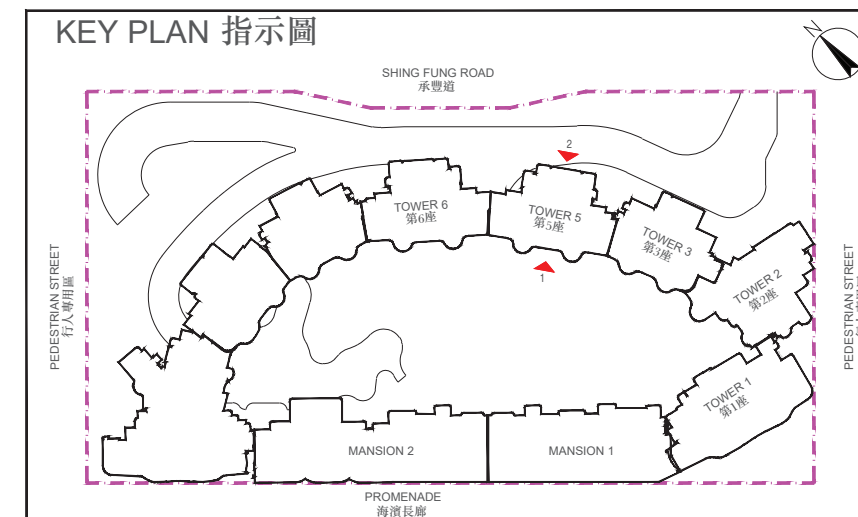 KEY PLAN 指示圖
N
SHING FUNG ROAD
承豐道
2
TOWER 6
第6座
TOWER 5
第5座
TOWER 3
第3座
TOWER 2
第2座
1
PEDESTRIAN STREET
行人專用區
PEDESTRIAN STREET
TOWER 1
第1座
MANSION 2
MANSION 1
PROMENADE
海濱長廊